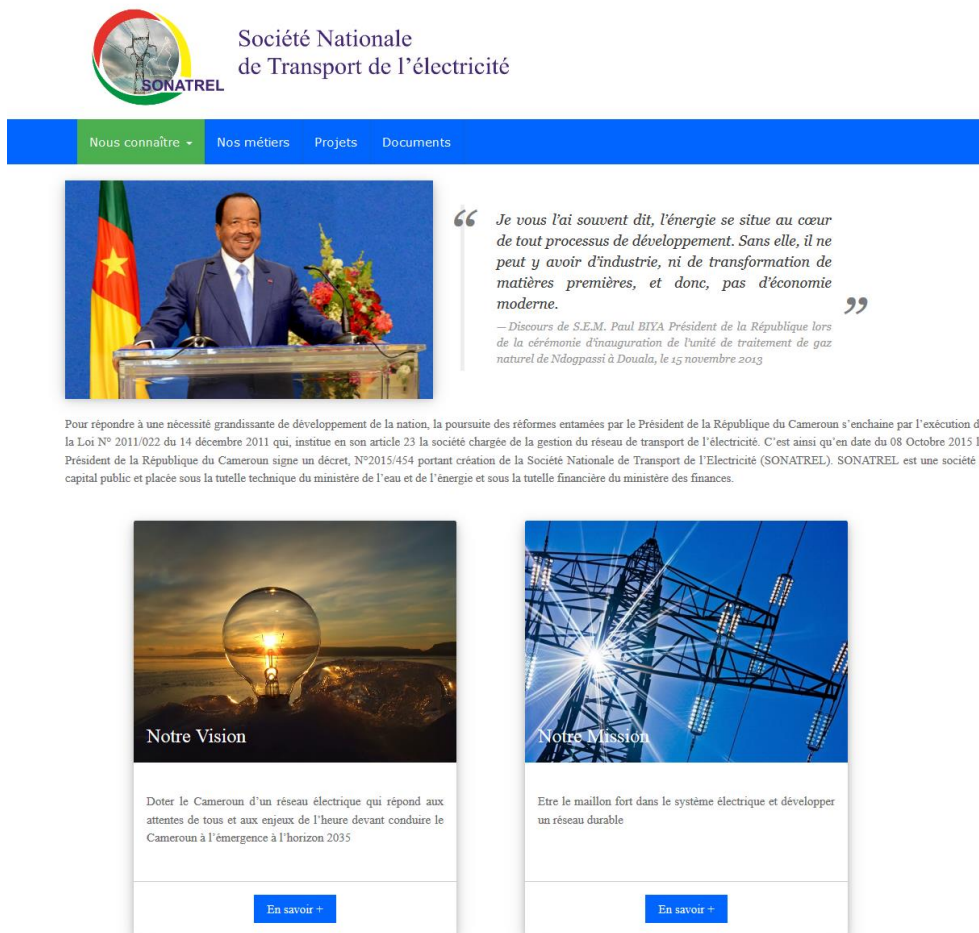 SONATREL
Société Nationale
de Transport de l’électricité
Nous connaître
Nos métiers
Projets
Documents
“ Je vous l’ai souvent dit, l’énergie se situe au cœur
de tout processus de développement. Sans elle, il ne
peut y avoir d’industrie, ni de transformation de
matières premières, et donc, pas d’économie
moderne. ”
— Discours de S.E.M. Paul BIYA Président de la République lors
de la cérémonie d’inauguration de l’unité de traitement de gaz
naturel de Ndogpassi à Douala, le 15 novembre 2013
Pour répondre à une nécessité grandissante de développement de la nation, la poursuite des réformes entamées par le Président de la République du Cameroun s’enchaine par l’exécution
la Loi N° 2011/022 du 14 décembre 2011 qui, institue en son article 23 la société chargée de la gestion du réseau de transport de l’électricité. C’est ainsi qu’en date du 08 Octobre 2015
Président de la République du Cameroun signe un décret, N°2015/454 portant création de la Société Nationale de Transport de l’Electricité (SONATREL). SONATREL est une société
capital public et placée sous la tutelle technique du ministère de l’eau et de l’énergie et sous la tutelle financière du ministère des finances.
Notre Vision
Doter le Cameroun d’un réseau électrique qui répond aux
attentes de tous et aux enjeux de l’heure devant conduire le
Cameroun à l’émergence à l’horizon 2035
En savoir +
Notre Mission
Etre le maillon fort dans le système électrique et développer
un réseau durable
En savoir +